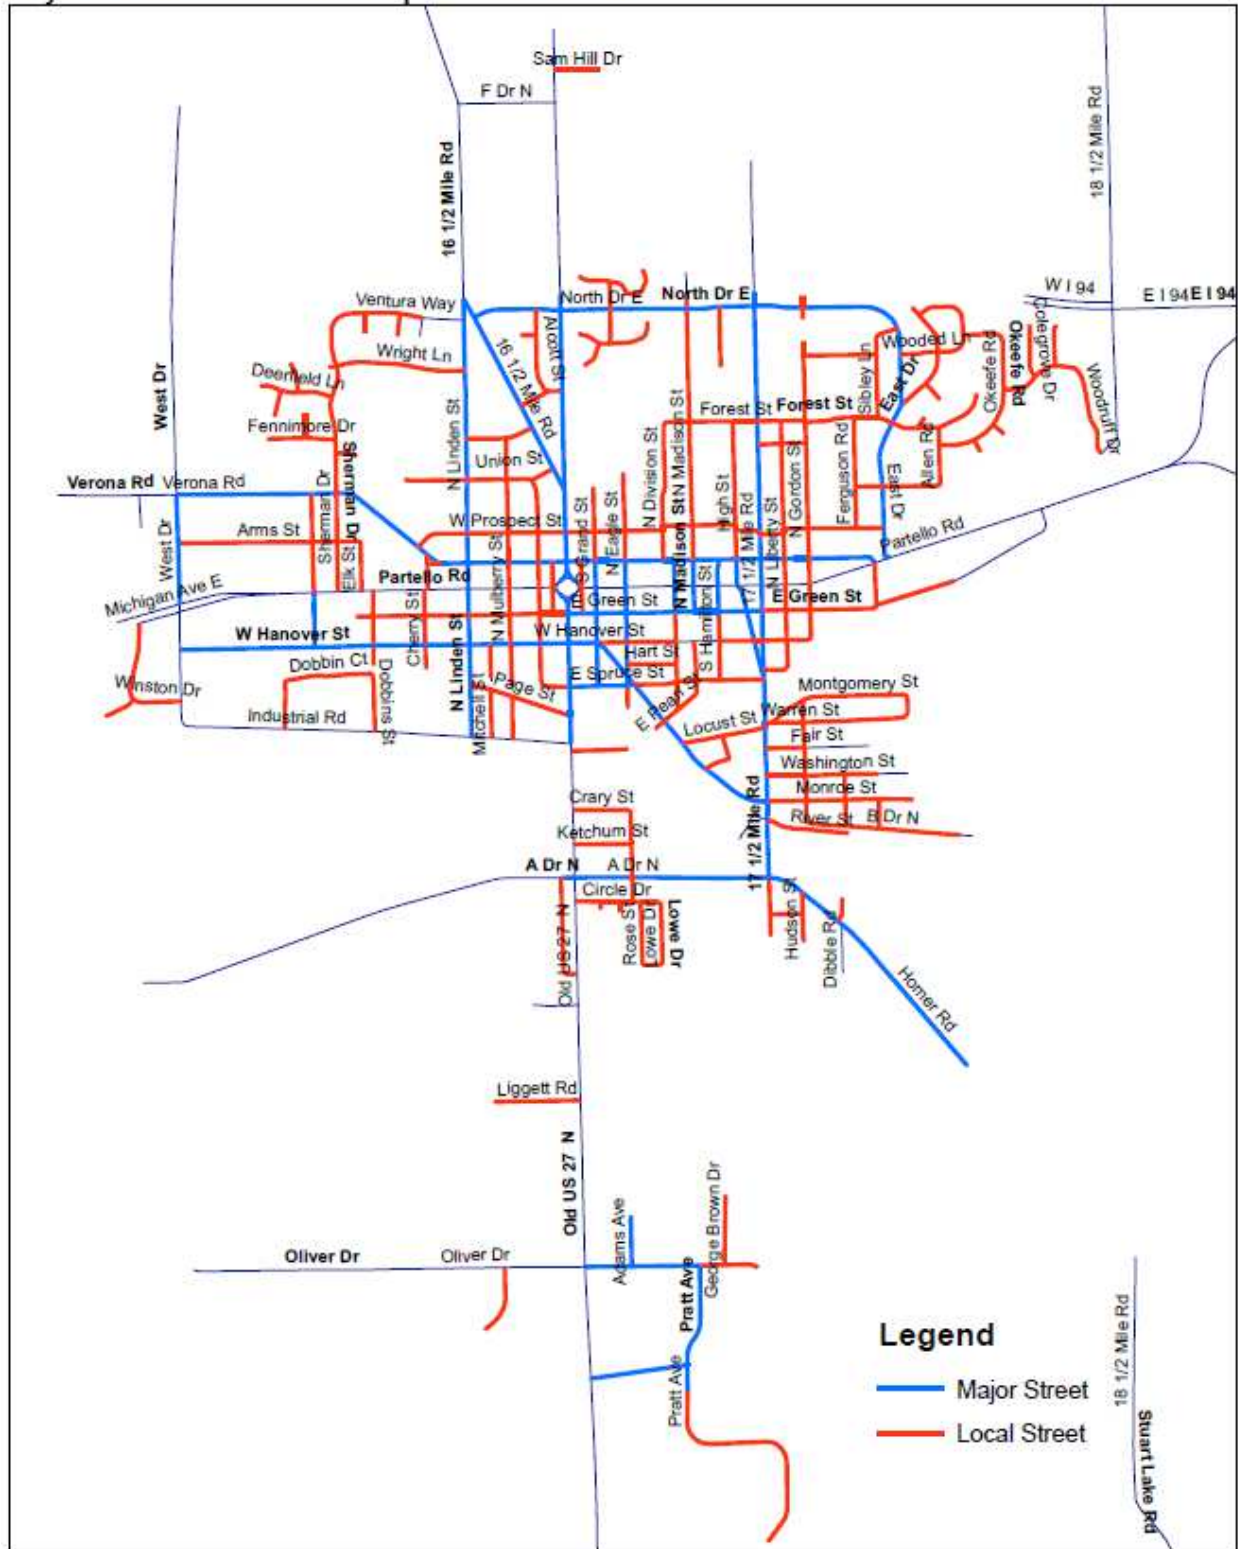 Sam Hill Dr
F Dr N
18 1/2 Mile Rd
16 1/2 Mile Rd
W I 94
E I 94
E I 94
Ventura Way
North Dr E
North Dr E
Alcott St
Colegrove Dr
Okeefe Rd
Okeefe Rd
Wooded Ln
Wright Ln
16 1/2 Mile Rd
Sibley Ln
East Dr
Woodruff Dr
Deerfield Ln
West Dr
Forest St
Forest St
Fennimore Dr
N Linden St
N Division St
N Madison St
Sherman Dr
Union St
High St
N Gordon St
Ferguson Rd
Allen Rd
East Dr
Verona Rd
Verona Rd
Sherman Dr
W Prospect St
S Grand St
N Eagle St
N Madison St
17 1/2 Mile Rd
N Liberty St
Arms St
West Dr
Elk St
Partello Rd
Partello Rd
N Mulberry St
Michigan Ave E
E Green St
E Green St
S Hamilton St
Cherry St
N Linden St
W Hanover St
W Hanover St
Hart St
Dobbin Ct
Dobbins St
E Spruce St
Winston Dr
Page St
Mitchell St
Montgomery St
Industrial Rd
Locust St
Warren St
Fair St
Washington St
Crary St
17 1/2 Mile Rd
Monroe St
River St
B Dr N
Ketchum St
A Dr N
A Dr N
Circle Dr
Rose St
Lowe Dr
Lowe Dr
Hudson St
Dibble Rd
Old US 27 N
Homer Rd
Liggett Rd
Old US 27 N
Adams Ave
George Brown Dr
Oliver Dr
Oliver Dr
Pratt Ave
Pratt Ave
18 1/2 Mile Rd
Stuart Lake Rd
Legend
Major Street
Local Street